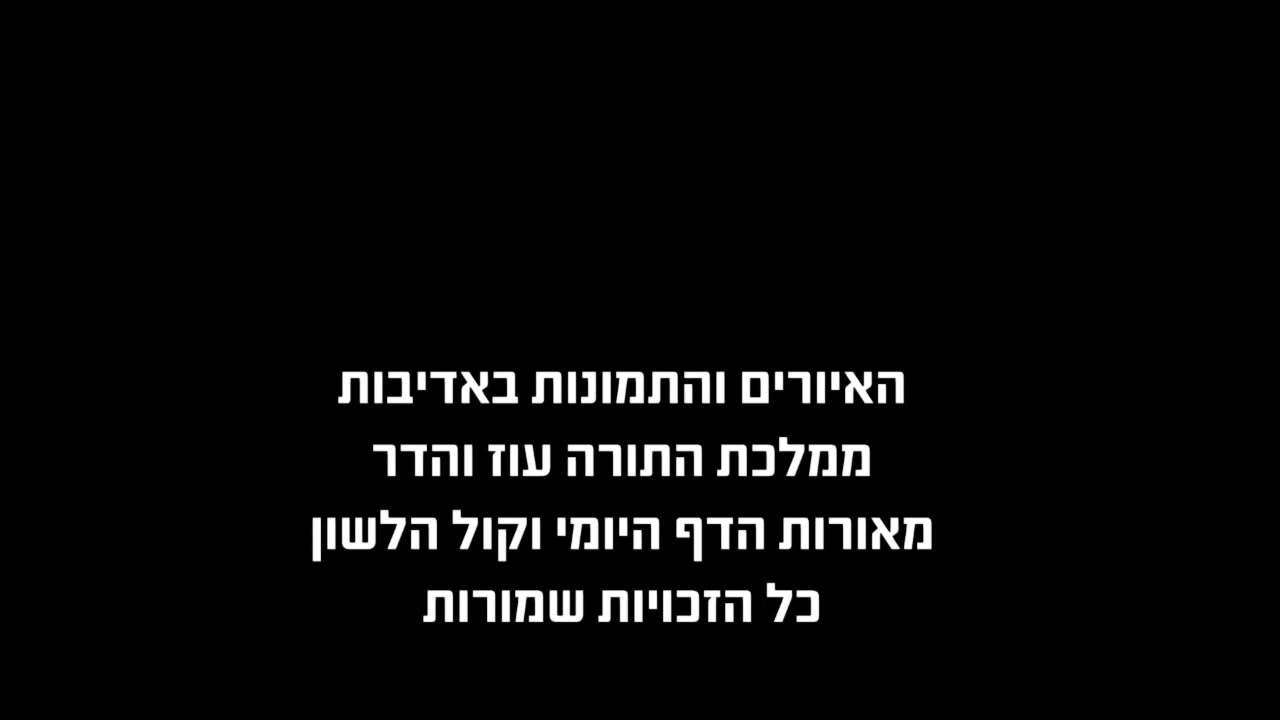 האיורים והתמונות באדיבות
ממלכת התורה עוז והדר
מאורות הדף היומי וקול הלשון
כל הזכויות שמורות